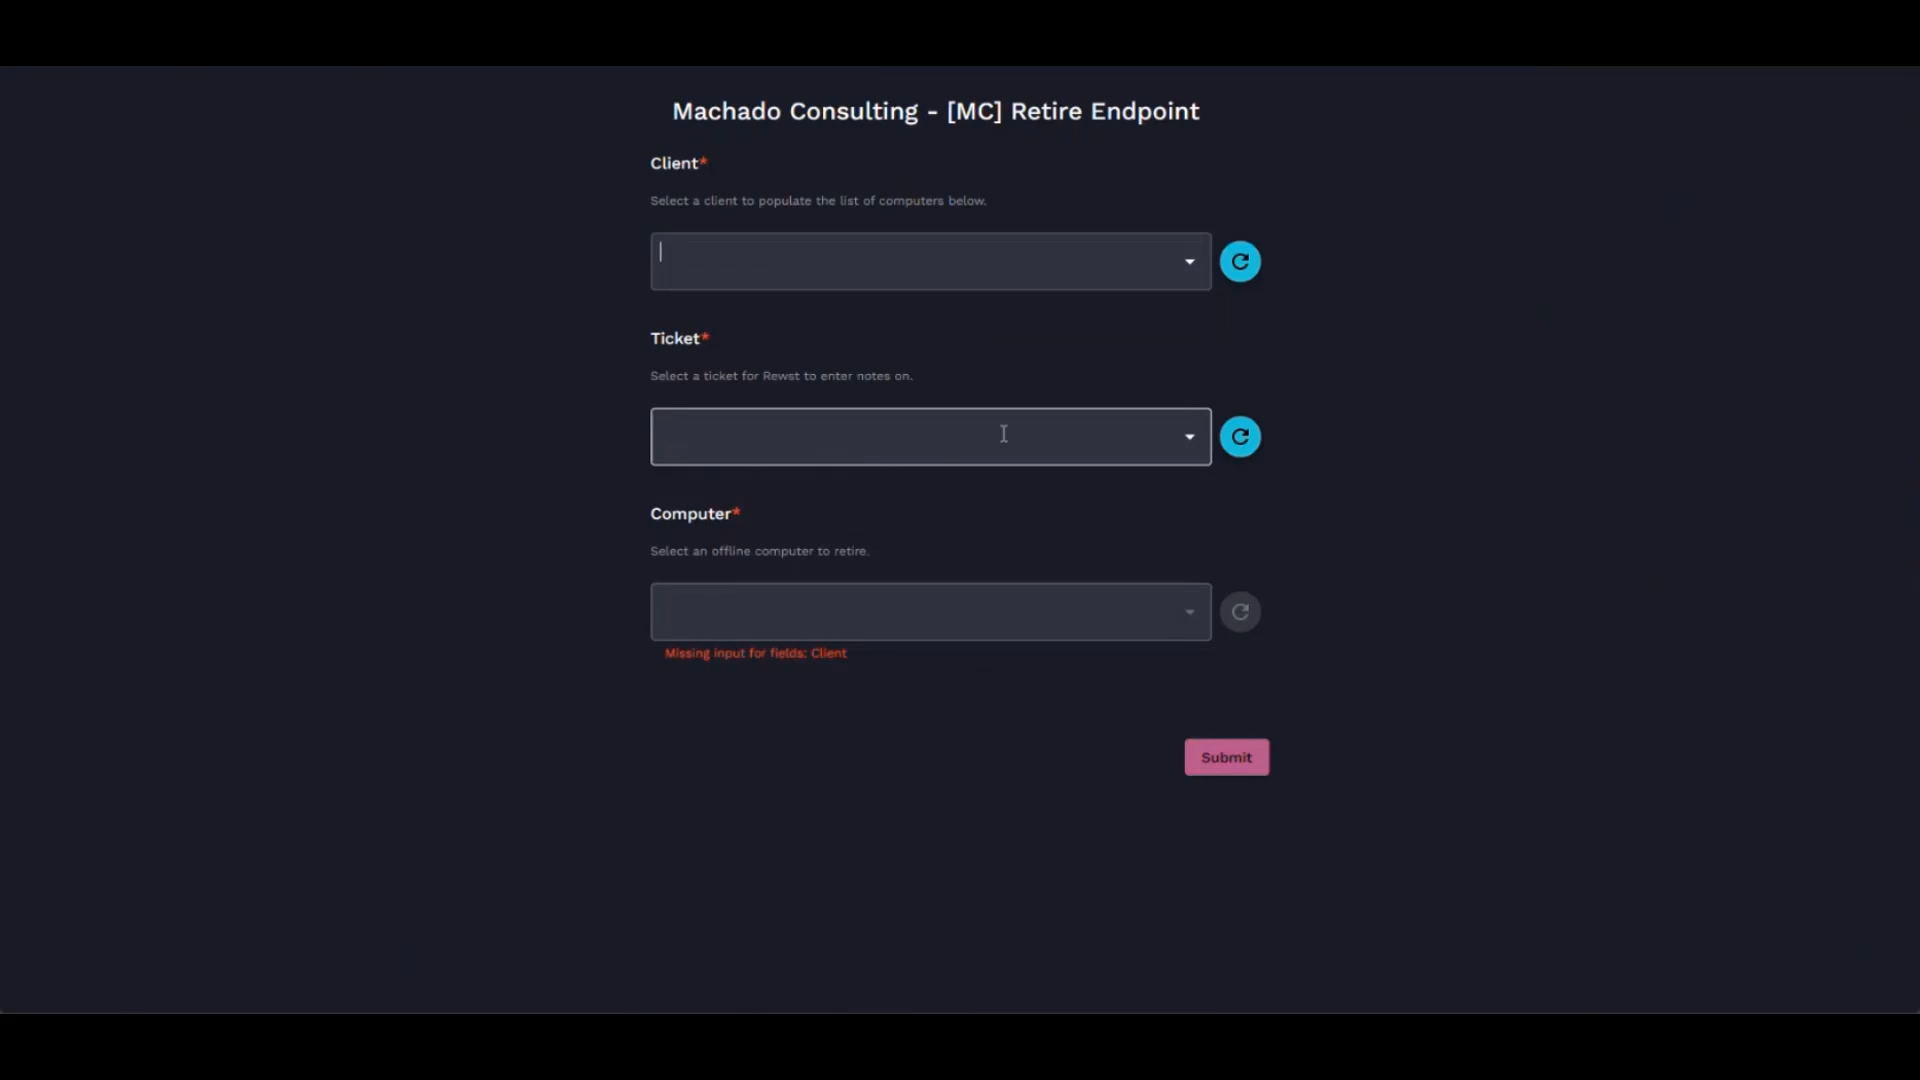 Machado Consulting - [MC] Retire Endpoint
Client*
Select a client to populate the list of computers below.
Ticket*
Select a ticket for Rewst to enter notes on.
Computer*
Select an offline computer to retire.
Missing input for fields: Client
Submit